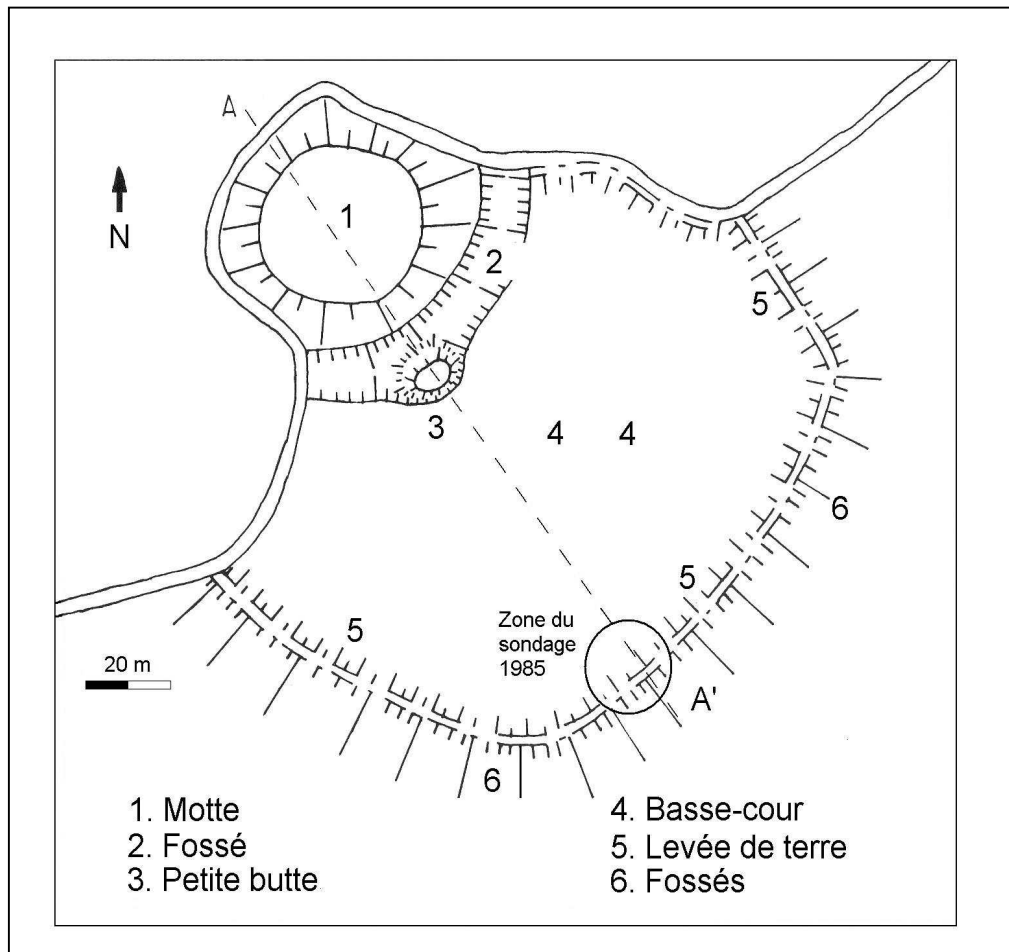 A
1
N
2
5
3
4 4
6
5
5
Zone du
sondage
1985
20 m
A'
6
1. Motte
2. Fossé
3. Petite butte
4. Basse-cour
5. Levée de terre
6. Fossés